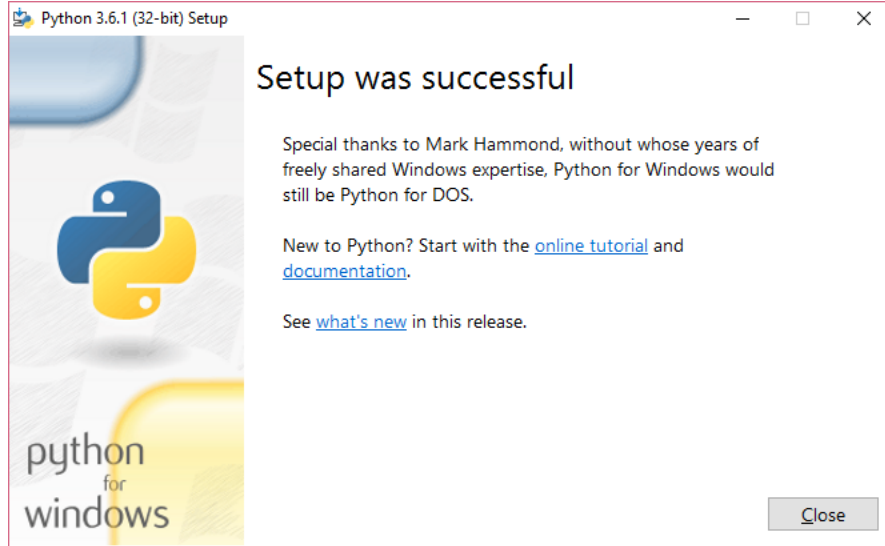 Python 3.6.1 (32-bit) Setup
Setup was successful
Special thanks to Mark Hammond, without whose years of
freely shared Windows expertise, Python for Windows would
still be Python for DOS.
New to Python? Start with the online tutorial and
documentation.
See what's new in this release.
python
for
windows
Close